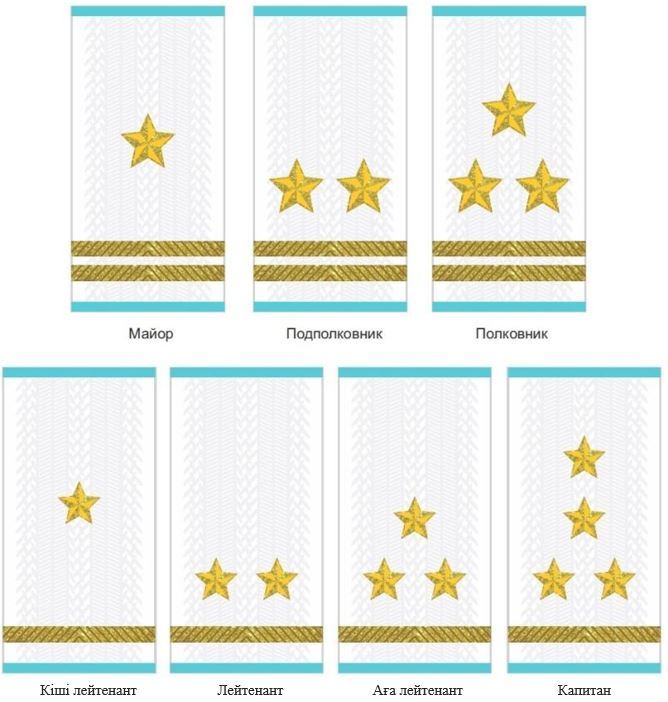 Майор Подполковник Полковник
Кіші лейтенант Лейтенант Аға лейтенант Капитан